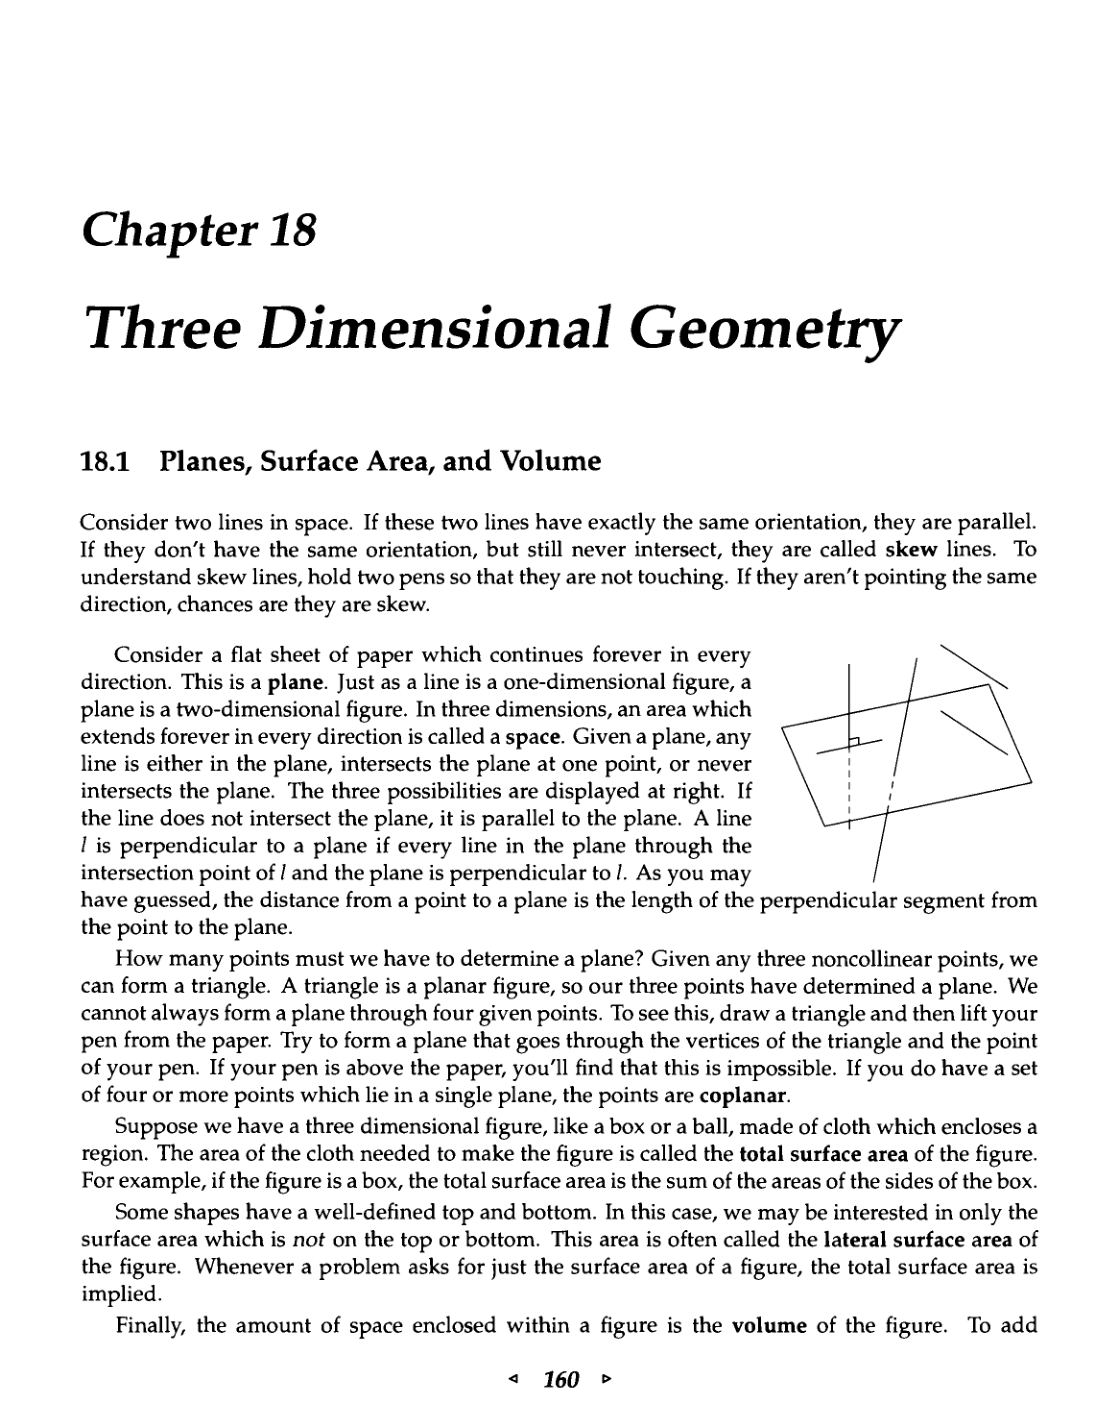 Chapter 18
Three Dimensional Geometry
18.1 Planes, Surface Area, and Volume
Consider two lines in space. If these two lines have exactly the same orientation, they are parallel.
If they don't have the same orientation, but still never intersect, they are called skew lines. To
understand skew lines, hold two pens so that they are not touching. If they aren't pointing the same
direction, chances are they are skew.
Consider a flat sheet of paper which continues forever in every
direction. This is a plane. Just as a line is a one-dimensional figure, a
plane is a two-dimensional figure. In three dimensions, an area which
extends forever in every direction is called a space. Given a plane, any
line is either in the plane, intersects the plane at one point, or never
intersects the plane. The three possibilities are displayed at right. If
the line does not intersect the plane, it is parallel to the plane. A line
l is perpendicular to a plane if every line in the plane through the
intersection point of l and the plane is perpendicular to l. As you may
have guessed, the distance from a point to a plane is the length of the perpendicular segment from
the point to the plane.
How many points must we have to determine a plane? Given any three noncollinear points, we
can form a triangle. A triangle is a planar figure, so our three points have determined a plane. We
cannot always form a plane through four given points. To see this, draw a triangle and then lift your
pen from the paper. Try to form a plane that goes through the vertices of the triangle and the point
of your pen. If your pen is above the paper, you'll find that this is impossible. If you do have a set
of four or more points which lie in a single plane, the points are coplanar.
Suppose we have a three dimensional figure, like a box or a ball, made of cloth which encloses a
region. The area of the cloth needed to make the figure is called the total surface area of the figure.
For example, if the figure is a box, the total surface area is the sum of the areas of the sides of the box.
Some shapes have a well-defined top and bottom. In this case, we may be interested in only the
surface area which is not on the top or bottom. This area is often called the lateral surface area of
the figure. Whenever a problem asks for just the surface area of a figure, the total surface area is
implied.
Finally, the amount of space enclosed within a figure is the volume of the figure. To add
◁ 160 ▷